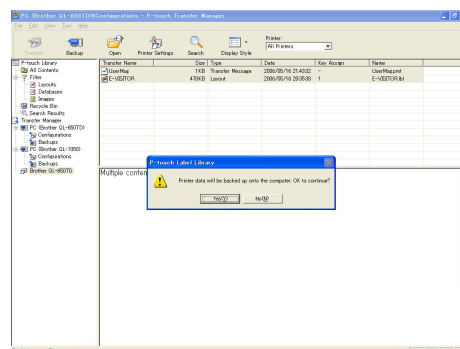 PC (Brother QL-650TD)¥Configurations - P-touch Transfer Manager
File Edit View Tool Help
Transfer Backup Open Printer Settings Search Display Style
Printer:
All Printers
P-touch Library
All Contents
Filter
Layouts
Databases
Images
Recycle Bin
Search Results
Transfer Manager
PC (Brother QL-650TD)
Configurations
Backups
PC (Brother QL-1050)
Configurations
Backups
Brother QL-650TD
Transfer Name Size Type Date Key Assign Name
UserMsg 1KB Transfer Message 2006/05/16 21:43:32 - UserMsg.pmt
E-VISITOR 470KB Layout 2006/05/16 20:35:38 1 E-VISITOR.lbl
Multiple conten
P-touch Label Library
Printer data will be backed up onto the computer. OK to continue?
Yes(Y) No(N)